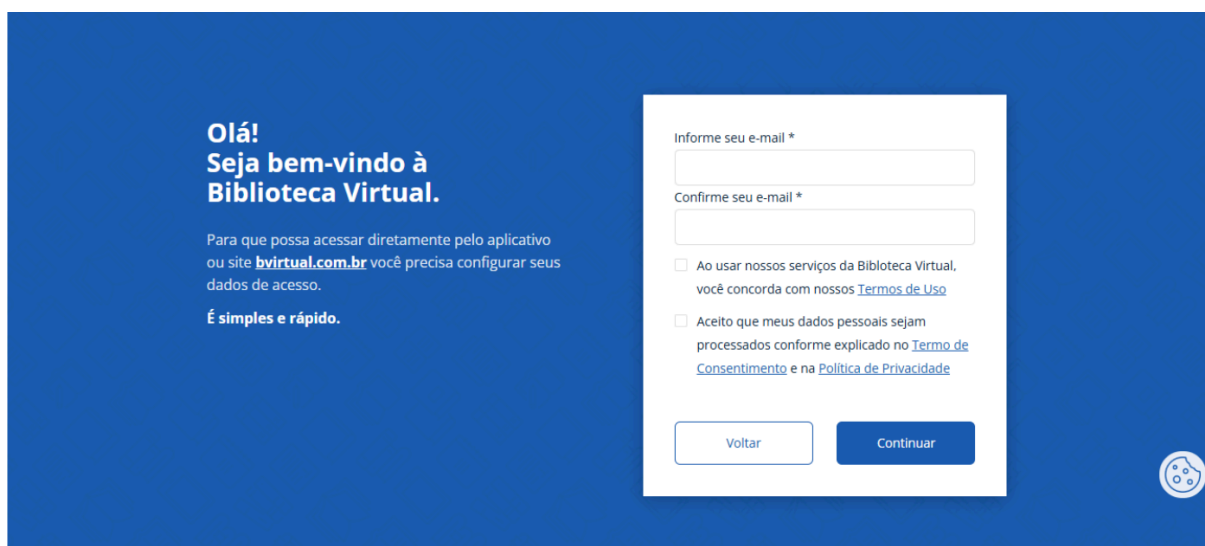 Olá!
Seja bem-vindo à
Biblioteca Virtual.
Para que possa acessar diretamente pelo aplicativo
ou site bvirtual.com.br você precisa configurar seus
dados de acesso.
É simples e rápido.
Informe seu e-mail *
Confirme seu e-mail *
Ao usar nossos serviços da Bibloteca Virtual,
você concorda com nossos Termos de Uso
Aceito que meus dados pessoais sejam
processados conforme explicado no Termo de
Consentimento e na Política de Privacidade
Voltar
Continuar